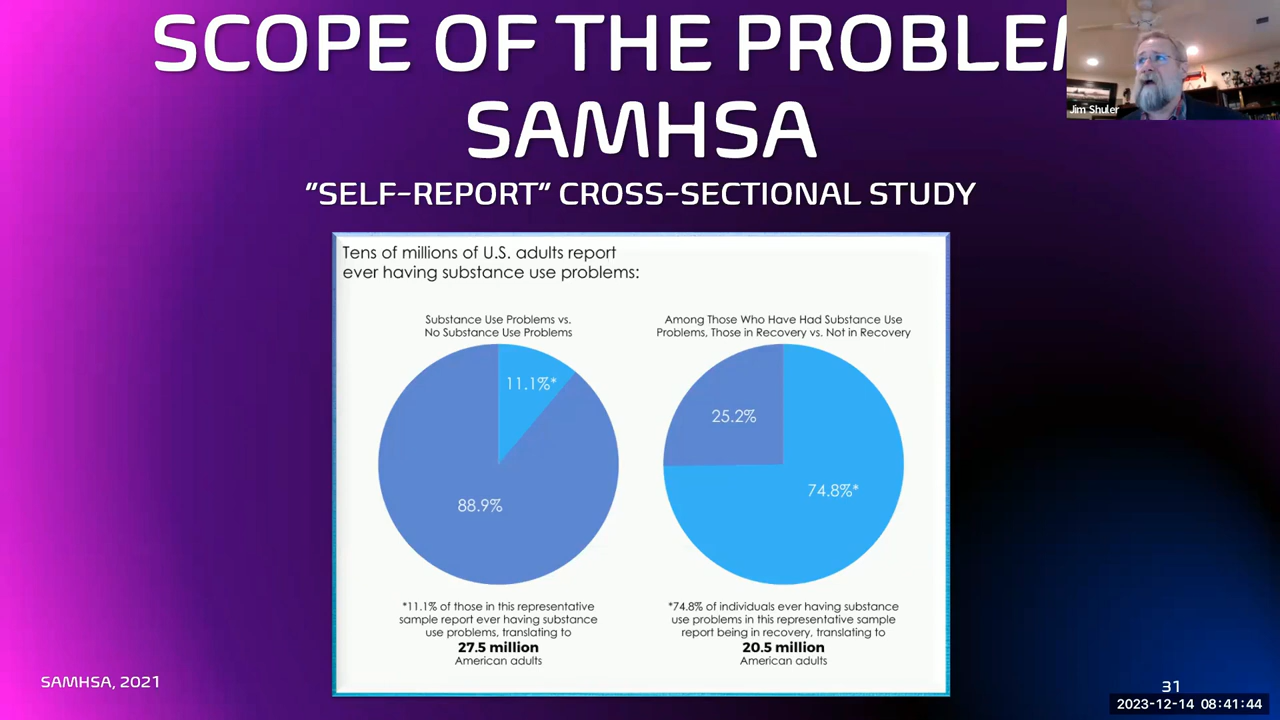 SCOPE OF THE PROBLEM
SAMHSA
"SELF-REPORT" CROSS-SECTIONAL STUDY
Jim Shuler
Tens of millions of U.S. adults report
ever having substance use problems:
Substance Use Problems vs.
No Substance Use Problems
11.1%*
88.9%
*11.1% of those in this representative
sample report ever having substance
use problems, translating to
27.5 million
American adults
Among Those Who Have Had Substance Use
Problems, Those in Recovery vs. Not in Recovery
25.2%
74.8%*
*74.8% of individuals ever having substance
use problems in this representative sample
report being in recovery, translating to
20.5 million
American adults
SAMHSA, 2021
31
2023-12-14 08:41:44